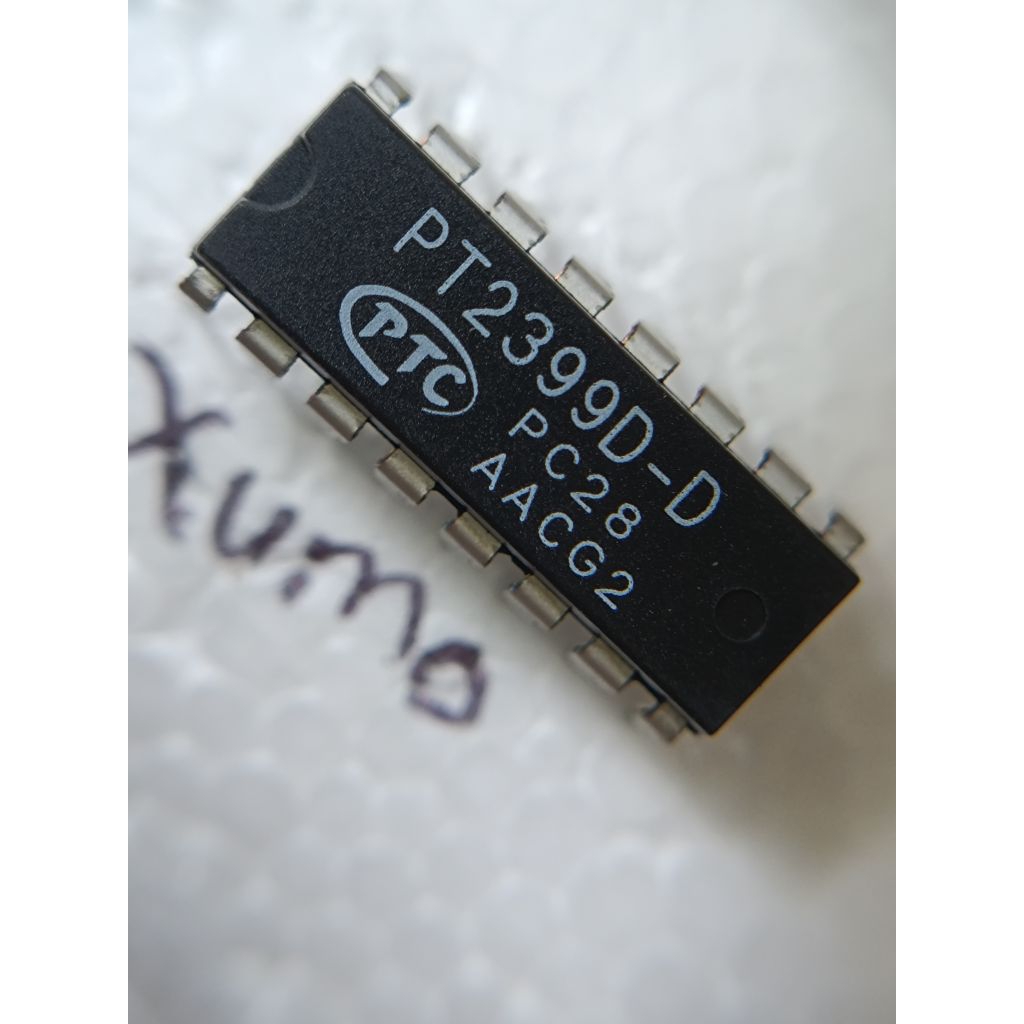 PT2399D-D
PTC
PC28
AACG2
xumo